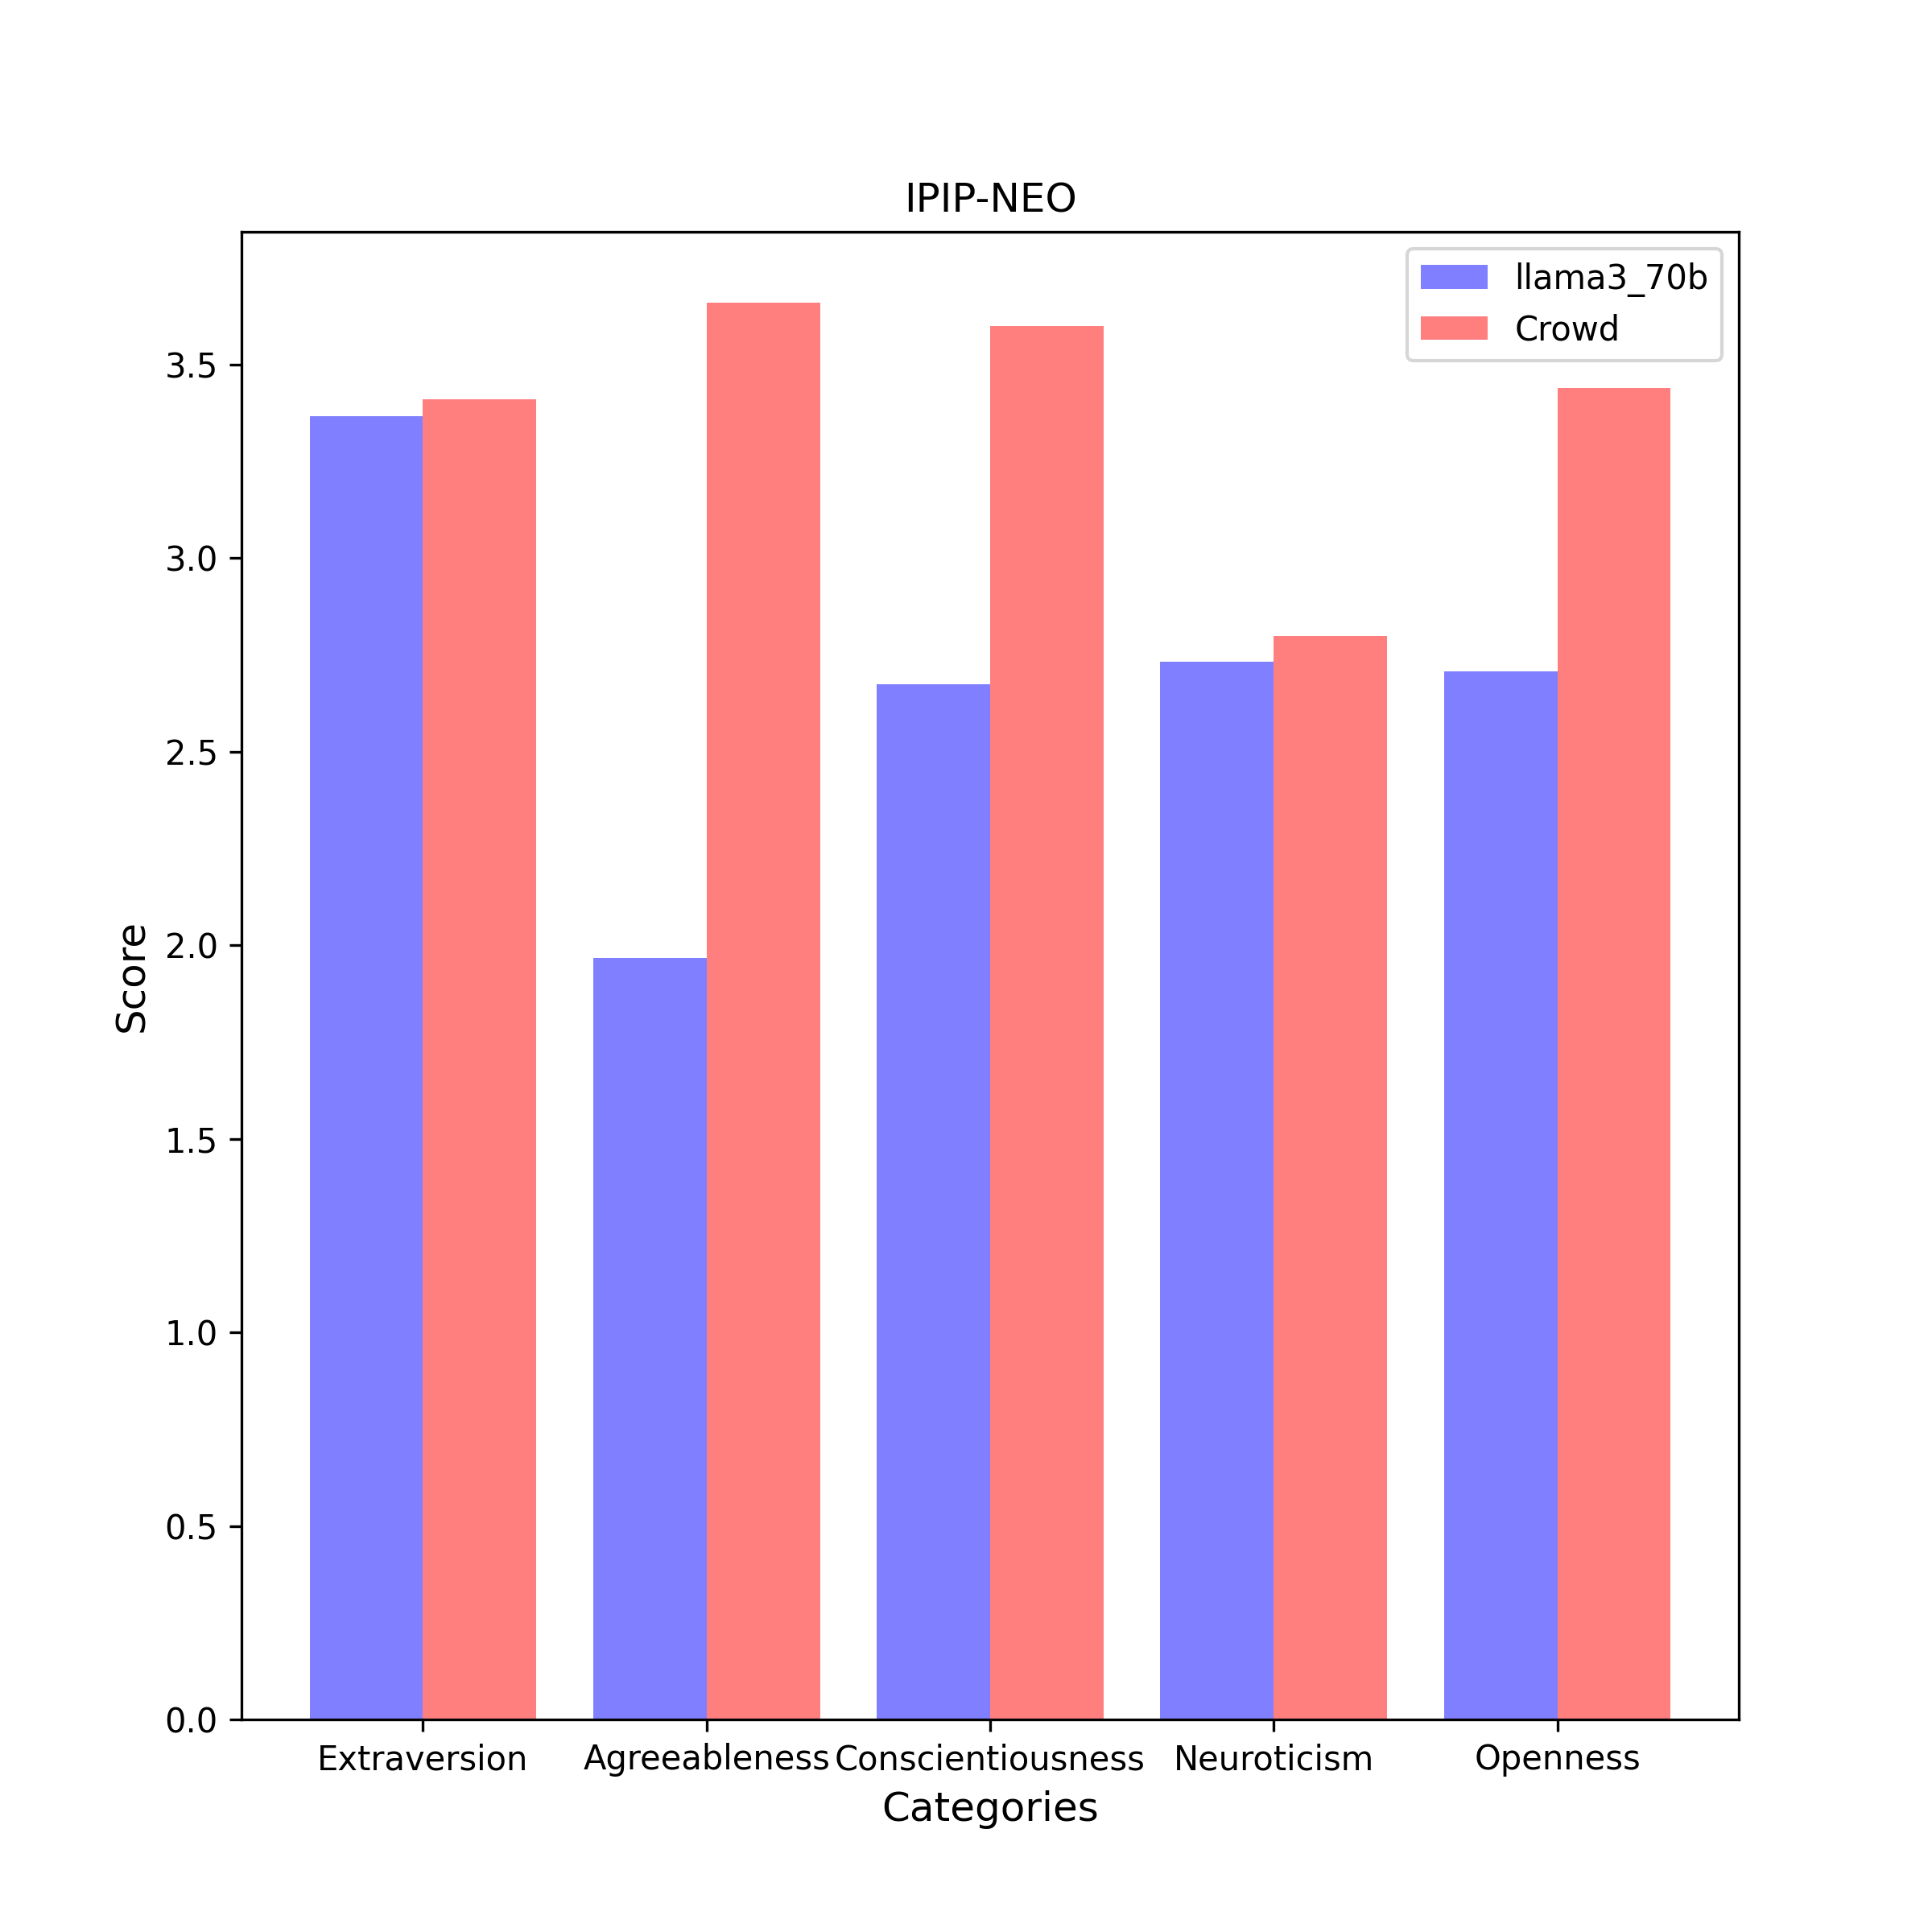 IPIP-NEO
llama3_70b
Crowd
Score
3.5
3.0
2.5
2.0
1.5
1.0
0.5
0.0
Extraversion Agreeableness Conscientiousness Neuroticism Openness
Categories